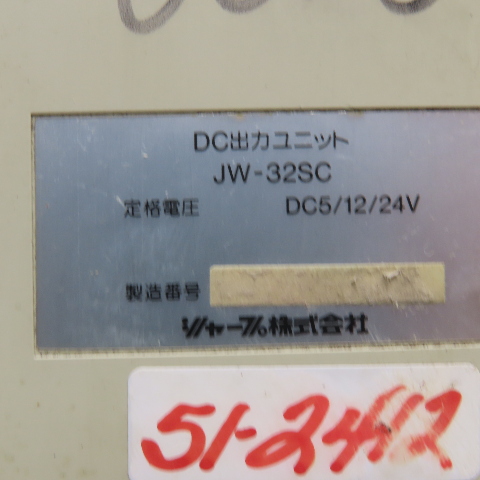 DC出力ユニット
JW-32SC
定格電圧 DC5/12/24V
製造番号
シャープ株式会社
51-2412